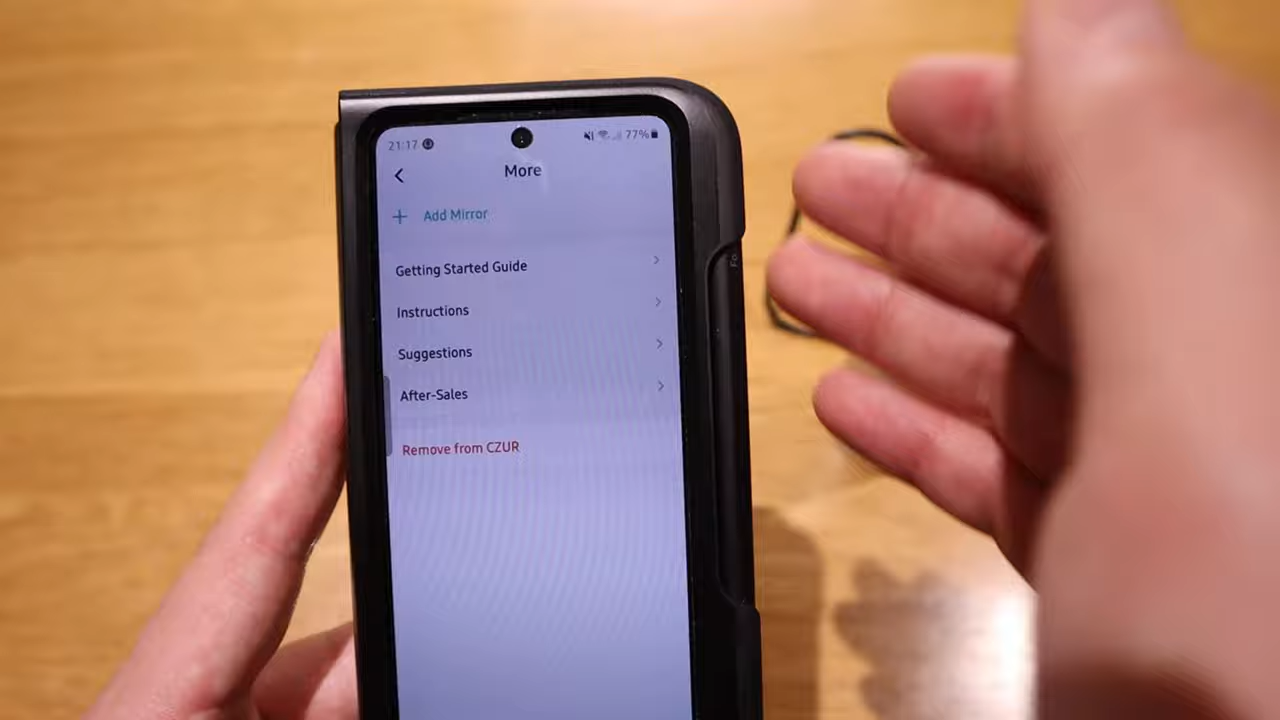 21:17
77%
More
+ Add Mirror
Getting Started Guide
Instructions
Suggestions
After-Sales
Remove from CZUR